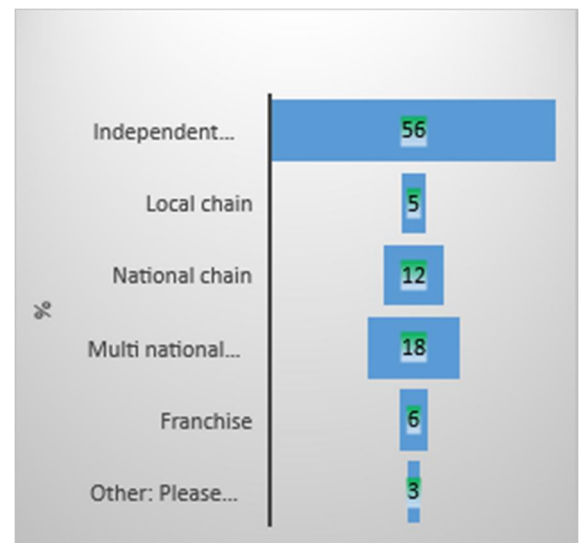 Independent... 56
Local chain 5
National chain 12
%
Multi national... 18
Franchise 6
Other: Please... 3